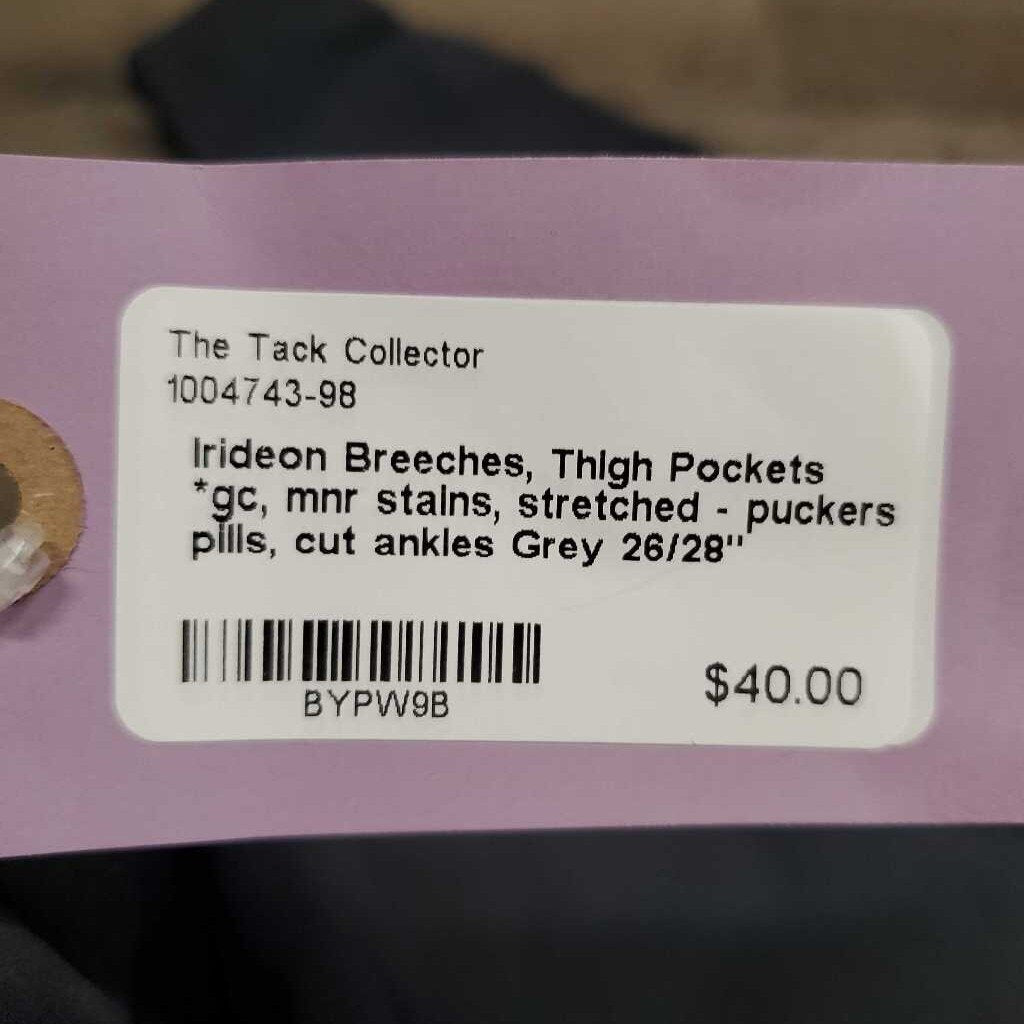 The Tack Collector
1004743-98
Irideon Breeches, Thigh Pockets
*gc, mnr stains, stretched - puckers
pills, cut ankles Grey 26/28"
BYPW9B
$40.00